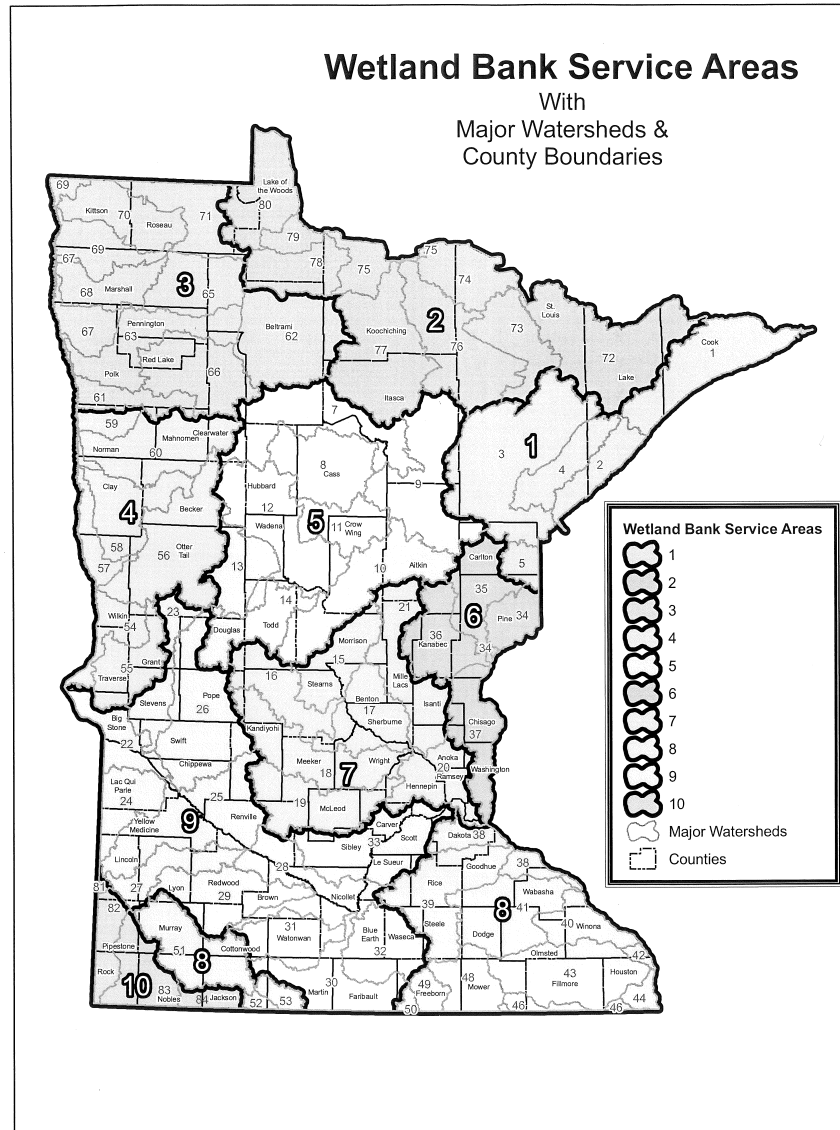 Wetland Bank Service Areas
With
Major Watersheds &
County Boundaries
69
Kittson
70
Roseau
71
Lake of
the Woods
80
79
78
69
67
68
Marshall
3
65
75
75
74
67
Pennington
63
Red Lake
Polk
66
61
Beltrami
62
Koochiching
77
2
76
73
St.
Louis
72
Lake
Cook
1
Itasca
59
Norman
Mahnomen
60
Clearwater
7
8
Cass
9
3
1
4
2
Clay
4
Becker
Hubbard
12
Wadena
5
11
Crow
Wing
58
57
56
Otter
Tail
13
10
Aitkin
Carlton
5
Wilkin
54
23
14
Todd
Douglas
21
35
6
Pine
34
36
Kanabec
34
Morrison
15
55
Grant
Traverse
16
Stearns
Mille
Lacs
Benton
17
Sherburne
Isanti
Chisago
37
Stevens
Pope
26
Big
Stone
22
Swift
Chippewa
Kandiyohi
Meeker
18
7
Wright
Anoka
20
Ramsey
Washington
Hennepin
Lac Qui
Parle
24
25
9
Renville
19
McLeod
Yellow
Medicine
Carver
33
Scott
Sibley
Dakota
38
Lincoln
28
Le Sueur
Goodhue
38
81
27
Lyon
Redwood
29
Brown
Nicollet
Rice
39
Wabasha
82
Murray
31
Watonwan
Blue
Earth
Waseca
Steele
8
41
40
Winona
Pipestone
51
8
Cottonwood
32
Dodge
Olmsted
42
Rock
10
83
Nobles
84
Jackson
52
53
Martin
30
Faribault
49
Freeborn
50
48
Mower
46
43
Fillmore
Houston
44
46
Wetland Bank Service Areas
1
2
3
4
5
6
7
8
9
10
Major Watersheds
Counties